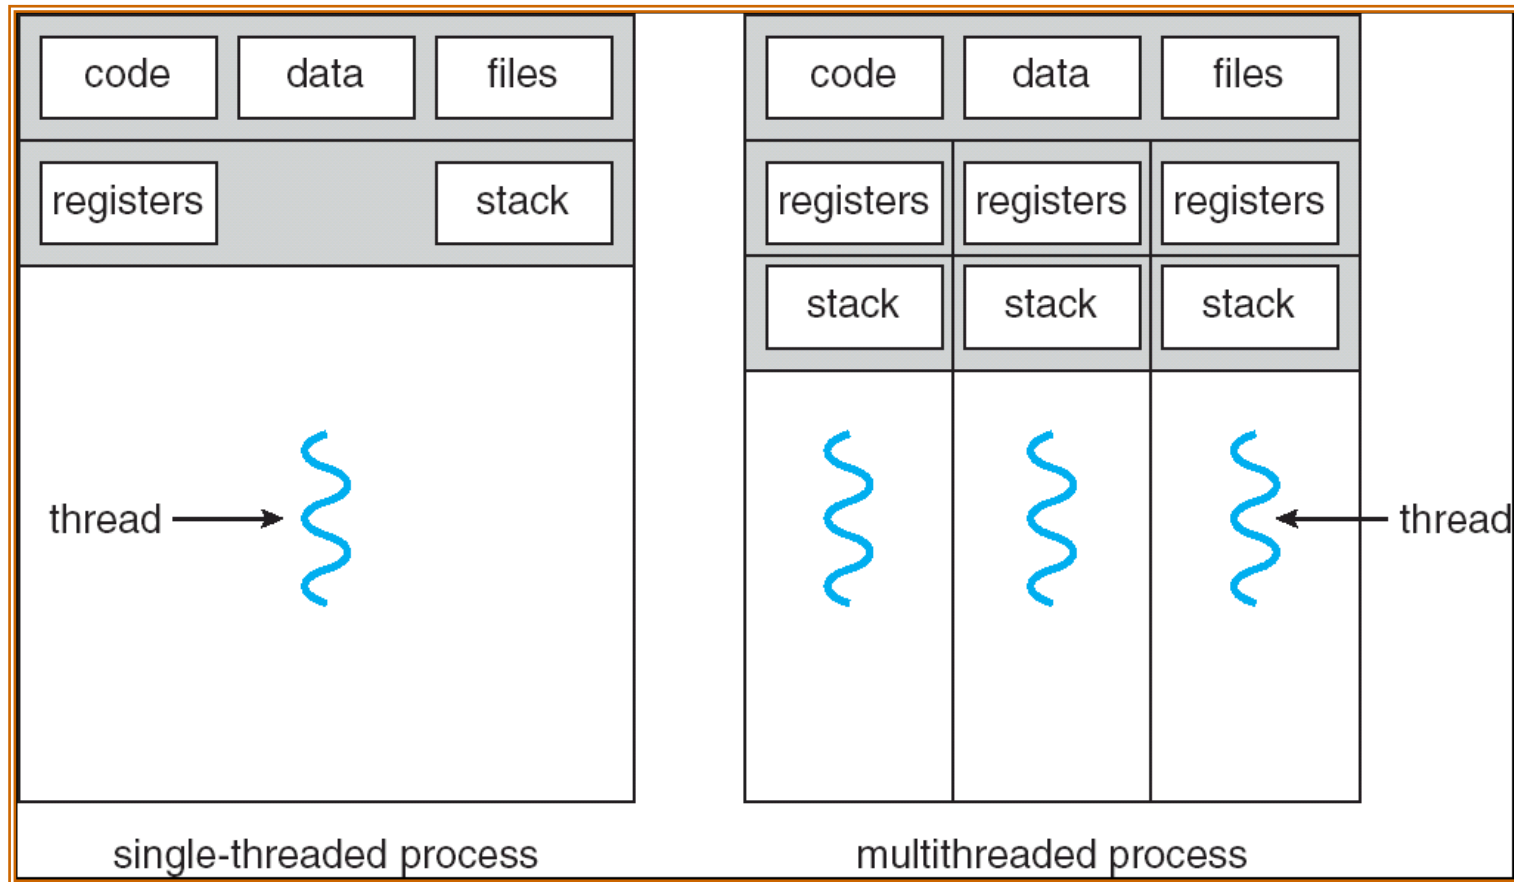 code data files
registers stack
thread
single-threaded process
code data files
registers registers registers
stack stack stack
thread
multithreaded process